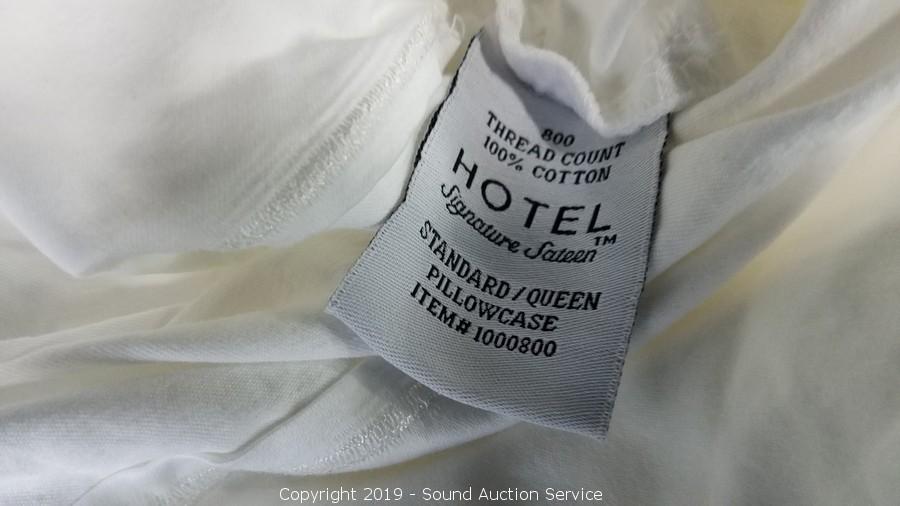 800
THREAD COUNT
100% COTTON
HOTEL
Signature Sateen™
STANDARD/QUEEN
PILLOWCASE
ITEM# 1000800
Copyright 2019 - Sound Auction Service